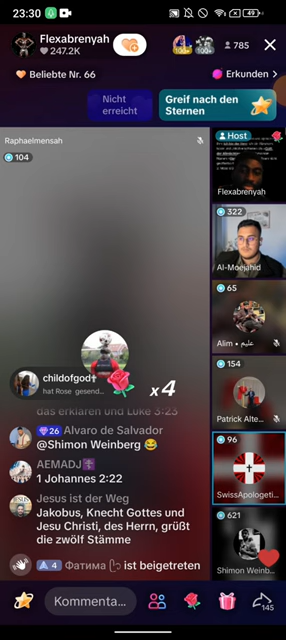 23:30
49
Flexabrenyah
247.2K
100+
100+
785
Beliebte Nr. 66
Erkunden
Nicht
erreicht
Greif nach den
Sternen
Raphaelmensah
104
Host
Flexabrenyah
322
Al-Moejahid
65
Alim • عليم
154
Patrick Alte...
96
SwissApologeti...
621
Shimon Weinb...
childofgod✝
hat Rose gesend...
x4
das erklären und Luke 3:23
26 Alvaro de Salvador
@Shimon Weinberg 😂
AEMADJ
1 Johannes 2:22
Jesus ist der Weg
Jakobus, Knecht Gottes und
Jesu Christi, des Herrn, grüßt
die zwölf Stämme
4 Фатима ist beigetreten
Kommenta...
145